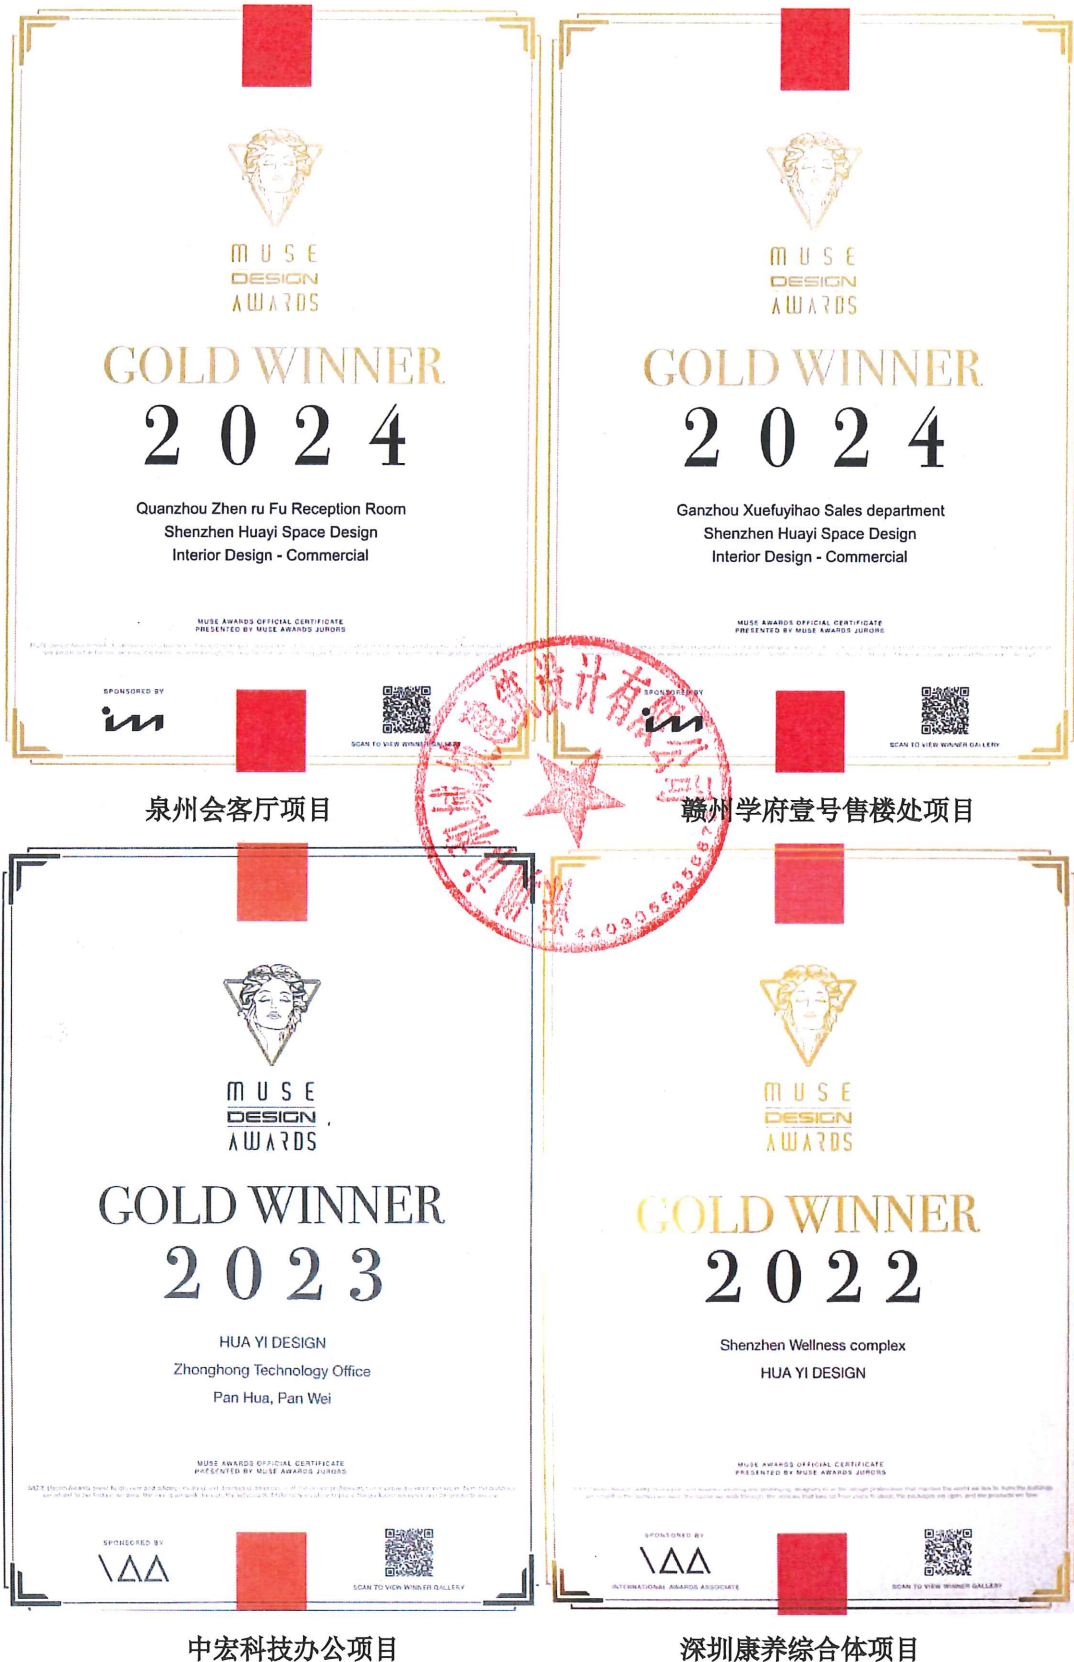 MUSE
DESIGN
AWARDS
GOLD WINNER
2024
Quanzhou Zhen ru Fu Reception Room
Shenzhen Huayi Space Design
Interior Design - Commercial
MUSE AWARDS OFFICIAL CERTIFICATE
PRESENTED BY MUSE AWARDS JURORS
SPONSORED BY
SCAN TO VIEW WINNER GALLERY
泉州会客厅项目
MUSE
DESIGN
AWARDS
GOLD WINNER
2024
Ganzhou Xuefuyihao Sales department
Shenzhen Huayi Space Design
Interior Design - Commercial
MUSE AWARDS OFFICIAL CERTIFICATE
PRESENTED BY MUSE AWARDS JURORS
SPONSORED BY
SCAN TO VIEW WINNER GALLERY
赣州学府壹号售楼处项目
建筑设计有限公司
MUSE
DESIGN
AWARDS
GOLD WINNER
2023
HUA YI DESIGN
Zhonghong Technology Office
Pan Hua, Pan Wei
MUSE AWARDS OFFICIAL CERTIFICATE
PRESENTED BY MUSE AWARDS JURORS
SPONSORED BY
SCAN TO VIEW WINNER GALLERY
中宏科技办公项目
MUSE
DESIGN
AWARDS
GOLD WINNER
2022
Shenzhen Wellness complex
HUA YI DESIGN
MUSE AWARDS OFFICIAL CERTIFICATE
PRESENTED BY MUSE AWARDS JURORS
SPONSORED BY
INTERNATIONAL AWARDS ASSOCIATE
SCAN TO VIEW WINNER GALLERY
深圳康养综合体项目